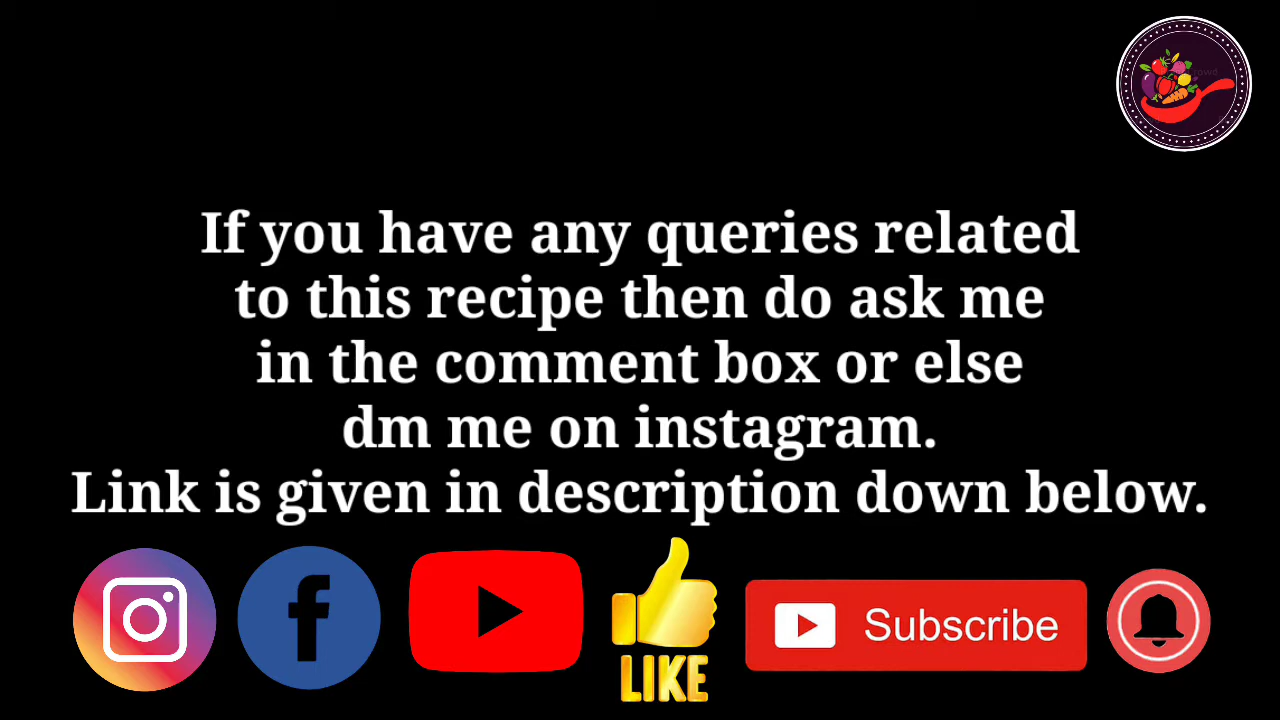 If you have any queries related
to this recipe then do ask me
in the comment box or else
dm me on instagram.
Link is given in description down below.
LIKE
Subscribe